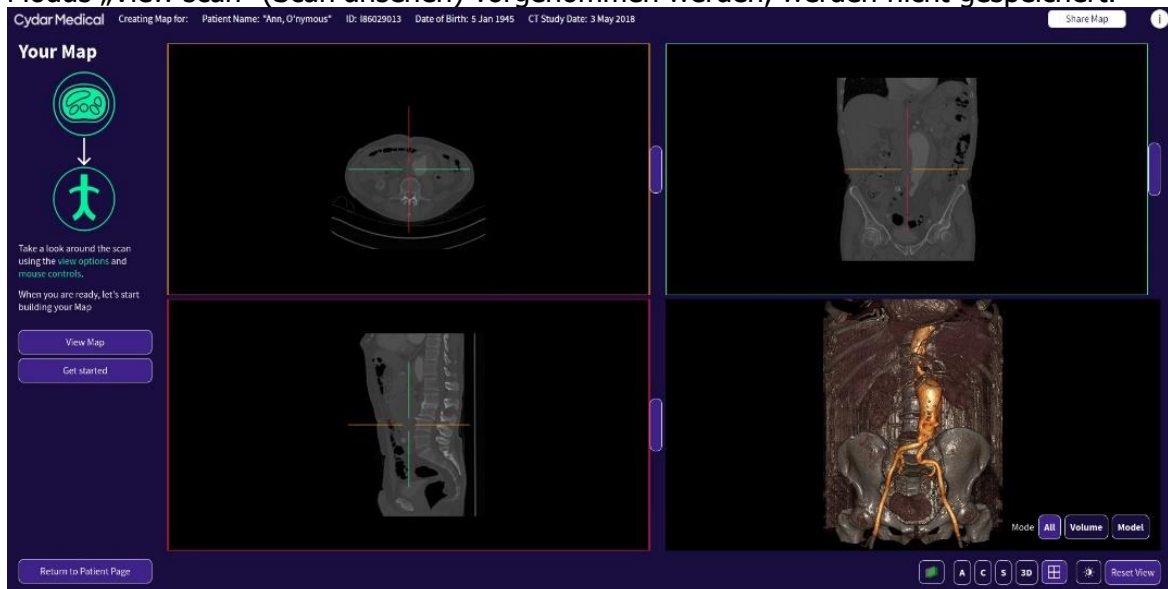 Modus „View scan“ (Scan ansehen) vorgenommen werden, werden nicht gespeichert.
Cydar Medical Creating Map for: Patient Name: "Ann, O'nymous" ID: I86029013 Date of Birth: 5 Jan 1945 CT Study Date: 3 May 2018 Share Map i
Your Map
Take a look around the scan
using the view options and
mouse controls.
When you are ready, let's start
building your Map
View Map
Get started
Mode All Volume Model
Return to Patient Page
A C S 3D Reset View